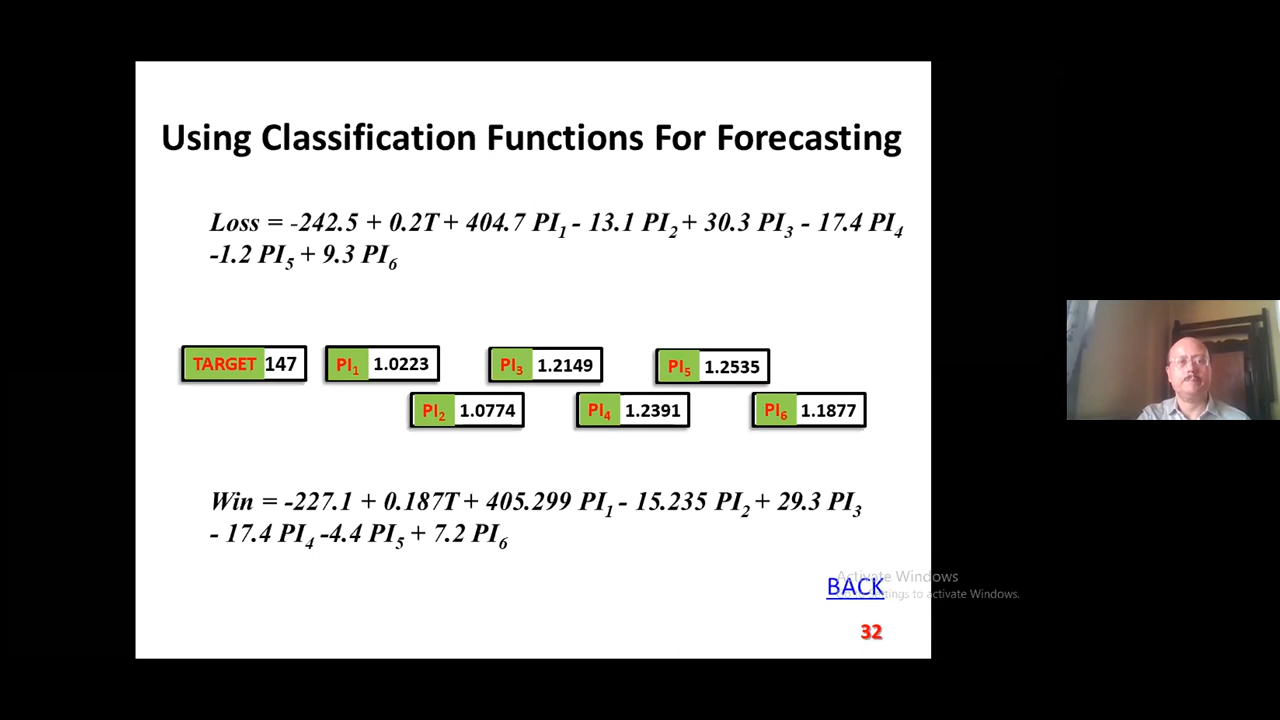 Using Classification Functions For Forecasting
Loss = -242.5 + 0.2T + 404.7 PI1 - 13.1 PI2 + 30.3 PI3 - 17.4 PI4
-1.2 PI5 + 9.3 PI6
TARGET 147 PI1 1.0223 PI3 1.2149 PI5 1.2535
PI2 1.0774 PI4 1.2391 PI6 1.1877
Win = -227.1 + 0.187T + 405.299 PI1 - 15.235 PI2 + 29.3 PI3
- 17.4 PI4 -4.4 PI5 + 7.2 PI6
Activate Windows
BACK
to activate Windows.
32